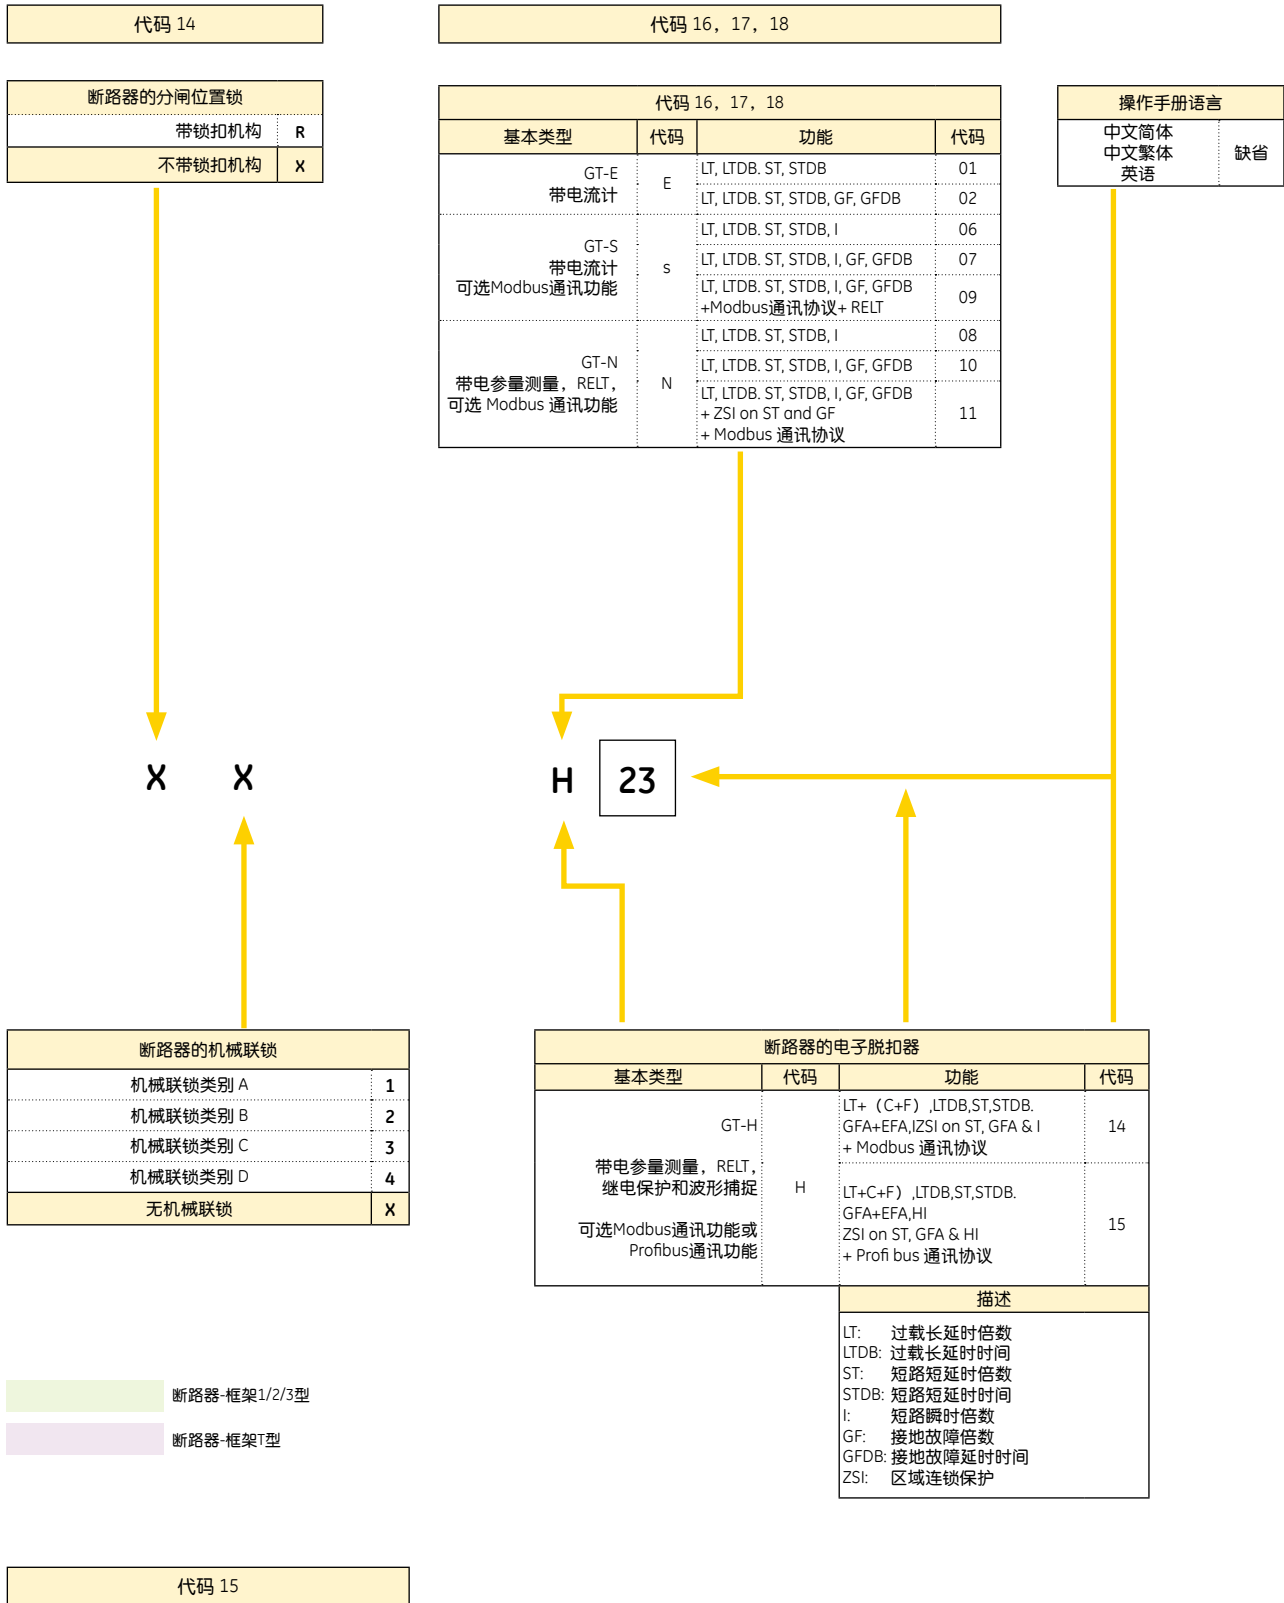 代码 14
代码 16，17，18
断路器的分闸位置锁
带锁扣机构 R
不带锁扣机构 X
代码 16，17，18
基本类型 代码 功能 代码
GT-E
带电流计
E
LT, LTDB. ST, STDB 01
LT, LTDB. ST, STDB, GF, GFDB 02
GT-S
带电流计
可选Modbus通讯功能
s
LT, LTDB. ST, STDB, I 06
LT, LTDB. ST, STDB, I, GF, GFDB 07
LT, LTDB. ST, STDB, I, GF, GFDB
+Modbus通讯协议+ RELT
09
GT-N
带电参量测量，RELT，
可选 Modbus 通讯功能
N
LT, LTDB. ST, STDB, I 08
LT, LTDB. ST, STDB, I, GF, GFDB 10
LT, LTDB. ST, STDB, I, GF, GFDB
+ ZSI on ST and GF
+ Modbus 通讯协议
11
操作手册语言
中文简体
中文繁体
英语
缺省
X X H 23
断路器的机械联锁
机械联锁类别 A 1
机械联锁类别 B 2
机械联锁类别 C 3
机械联锁类别 D 4
无机械联锁 X
断路器的电子脱扣器
基本类型 代码 功能 代码
GT-H
带电参量测量，RELT，
继电保护和波形捕捉
可选Modbus通讯功能或
Profibus通讯功能
H
LT+（C+F）,LTDB,ST,STDB.
GFA+EFA,IZSI on ST, GFA & I
+ Modbus 通讯协议
14
LT+C+F）,LTDB,ST,STDB.
GFA+EFA,HI
ZSI on ST, GFA & HI
+ Profi bus 通讯协议
15
描述
LT: 过载长延时倍数
LTDB: 过载长延时时间
ST: 短路短延时倍数
STDB: 短路短延时时间
I: 短路瞬时倍数
GF: 接地故障倍数
GFDB: 接地故障延时时间
ZSI: 区域连锁保护
断路器-框架1/2/3型
断路器-框架T型
代码 15